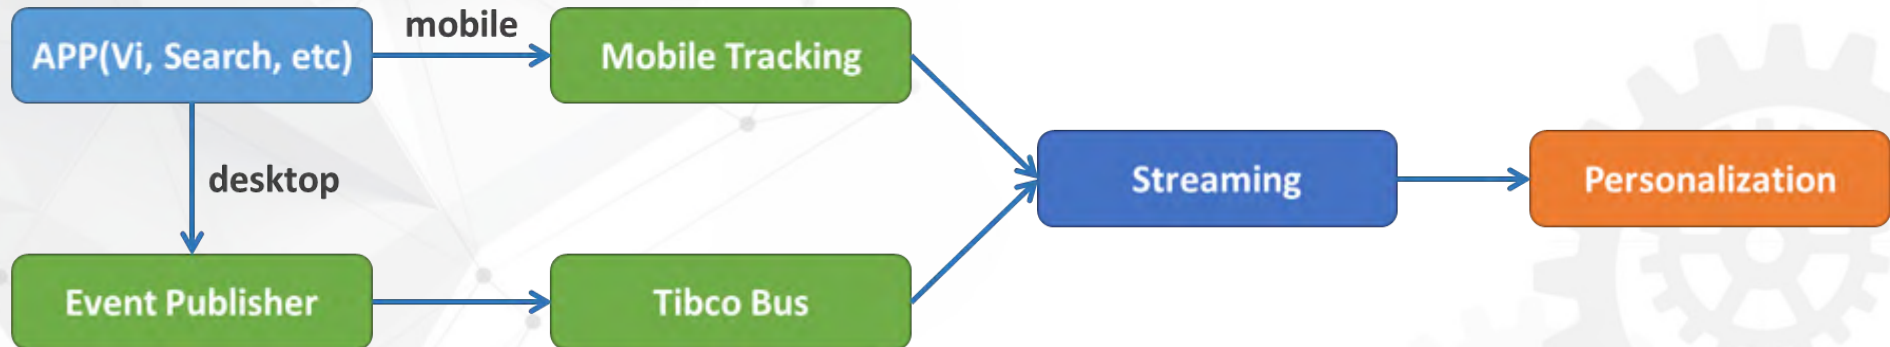 APP(Vi, Search, etc)
mobile
Mobile Tracking
desktop
Streaming
Personalization
Event Publisher
Tibco Bus